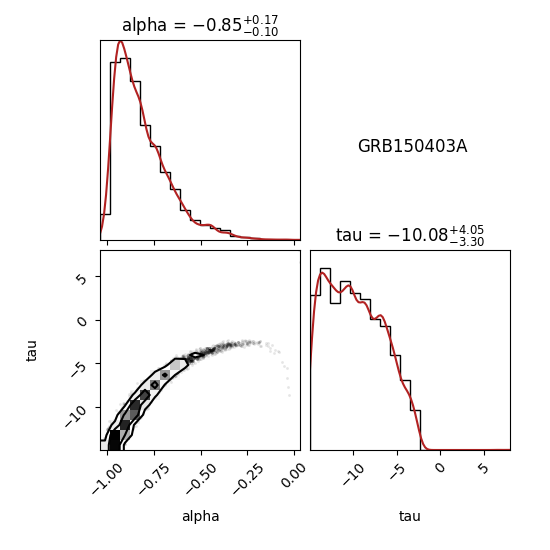 alpha = −0.85 +0.17 −0.10
GRB150403A
tau = −10.08 +4.05 −3.30
tau
5
0
−5
−10
−1.00 −0.75 −0.50 −0.25 0.00
alpha
−10 −5 0 5
tau